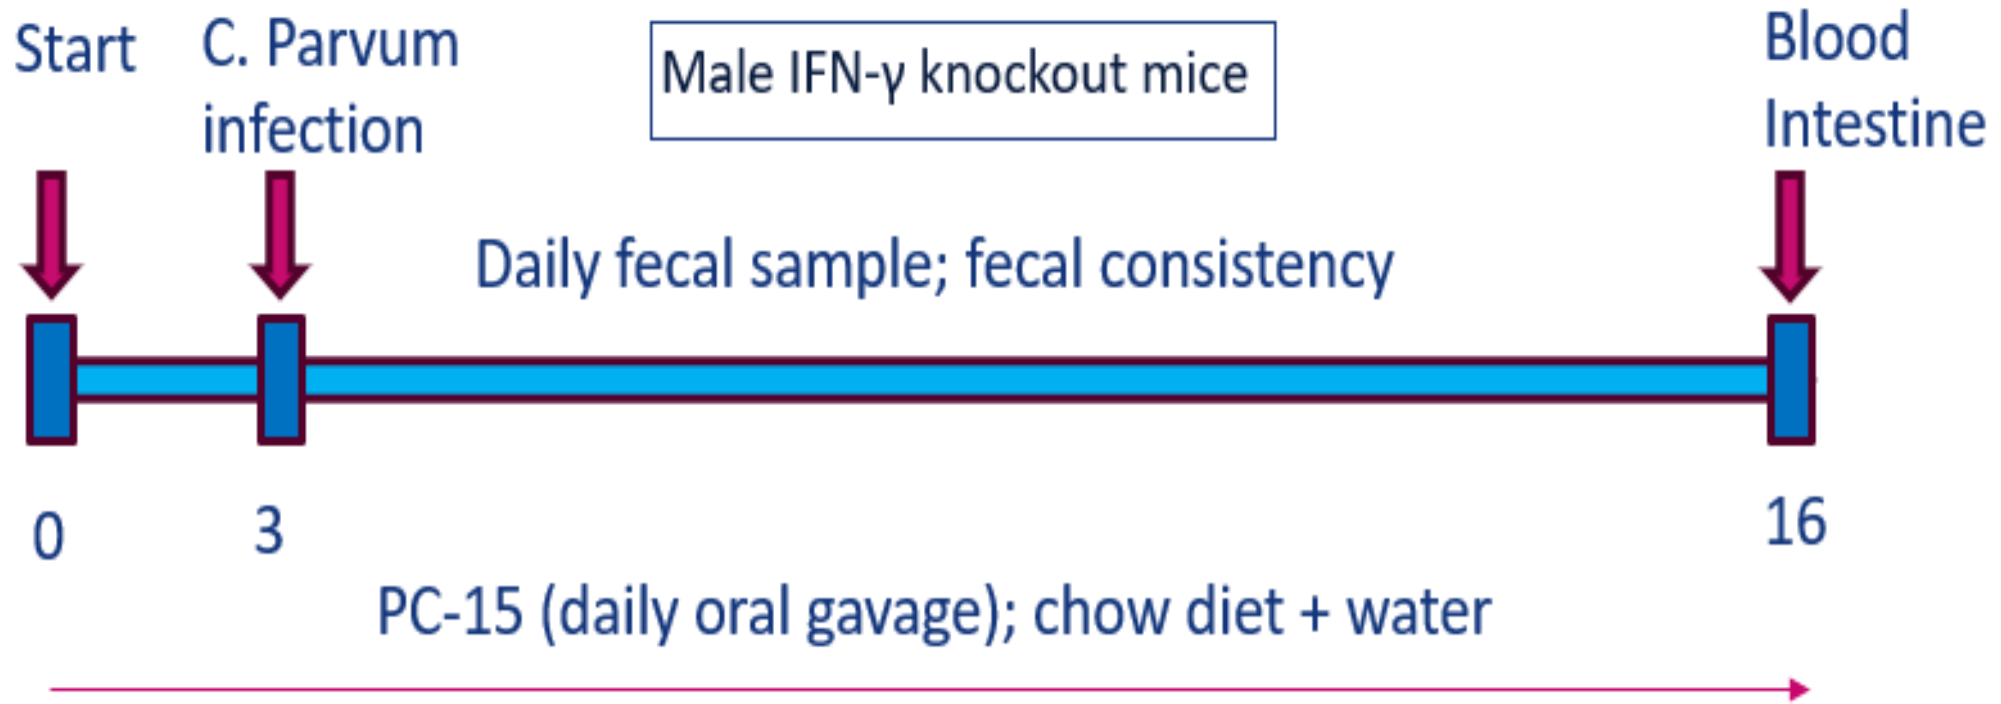 Start
C. Parvum
infection
Male IFN-γ knockout mice
Blood
Intestine
Daily fecal sample; fecal consistency
0
3
16
PC-15 (daily oral gavage); chow diet + water